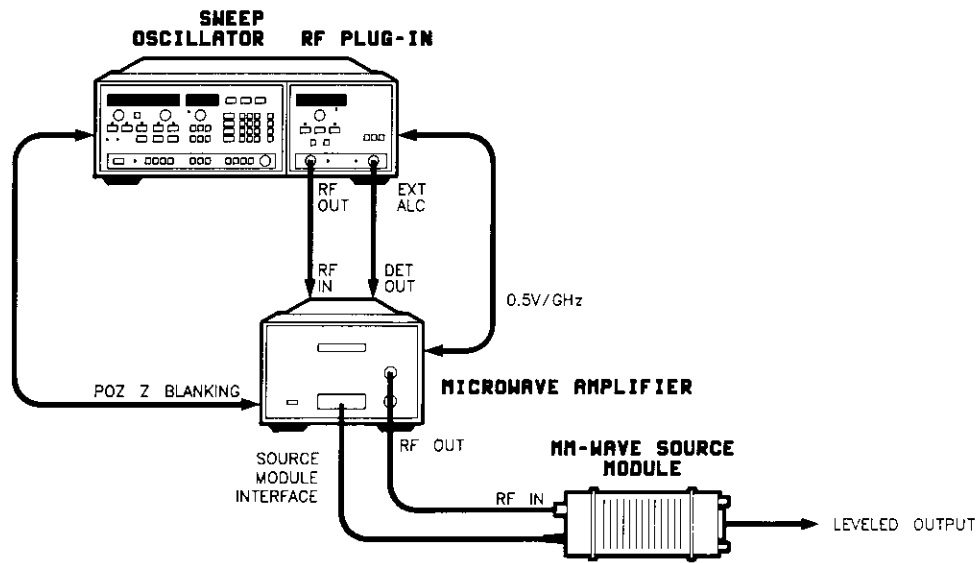 SWEEP
OSCILLATOR RF PLUG-IN
RF
OUT
EXT
ALC
RF
IN
DET
OUT
0.5V/GHz
POZ Z BLANKING
MICROWAVE AMPLIFIER
RF OUT
SOURCE
MODULE
INTERFACE
MM-WAVE SOURCE
MODULE
RF IN
LEVELED OUTPUT